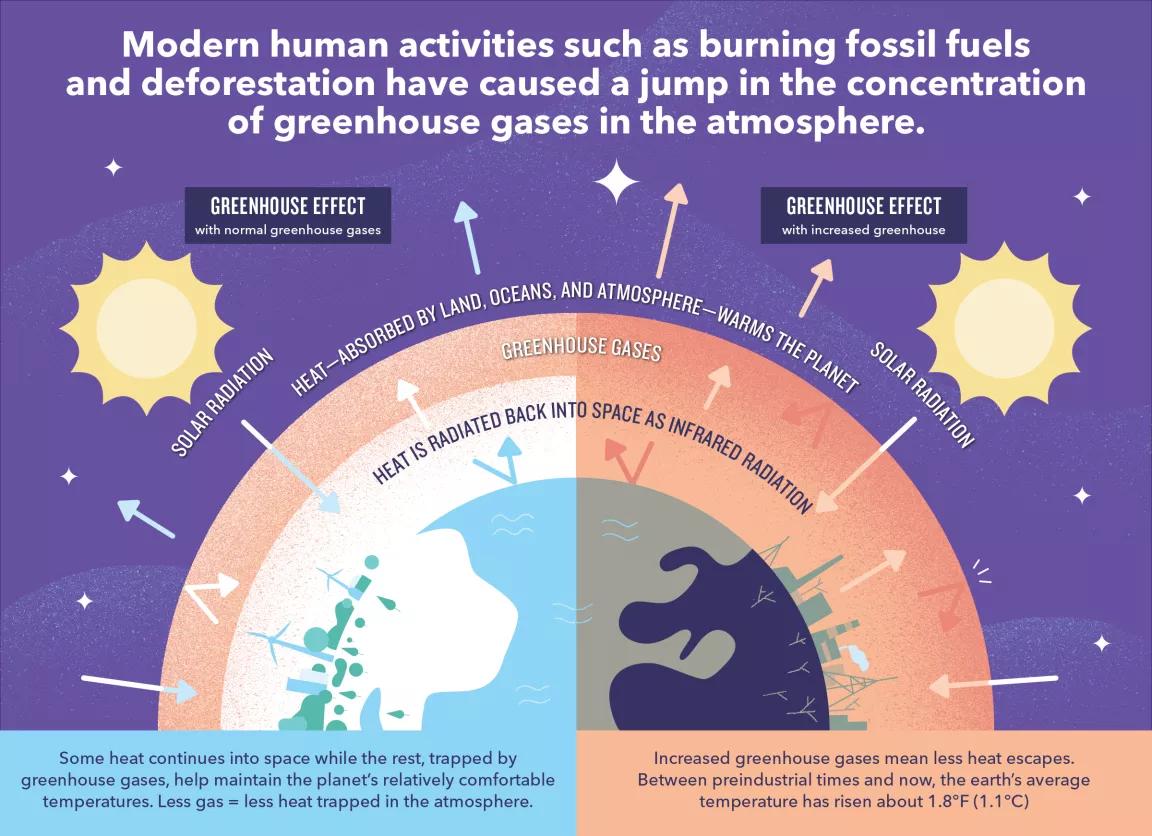 Modern human activities such as burning fossil fuels
and deforestation have caused a jump in the concentration
of greenhouse gases in the atmosphere.
GREENHOUSE EFFECT
with normal greenhouse gases
GREENHOUSE EFFECT
with increased greenhouse
SOLAR RADIATION
HEAT—ABSORBED BY LAND, OCEANS, AND ATMOSPHERE—WARMS THE PLANET
SOLAR RADIATION
GREENHOUSE GASES
HEAT IS RADIATED BACK INTO SPACE AS INFRARED RADIATION
Some heat continues into space while the rest, trapped by
greenhouse gases, help maintain the planet's relatively comfortable
temperatures. Less gas = less heat trapped in the atmosphere.
Increased greenhouse gases mean less heat escapes.
Between preindustrial times and now, the earth's average
temperature has risen about 1.8°F (1.1°C)